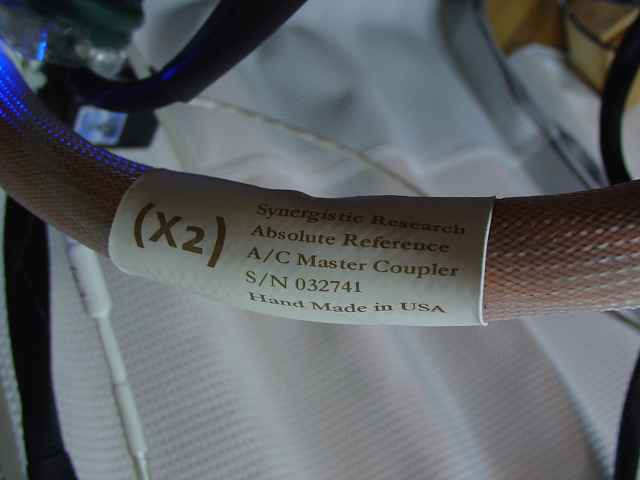 (X2)
Synergistic Research
Absolute Reference
A/C Master Coupler
S/N 032741
Hand Made in USA